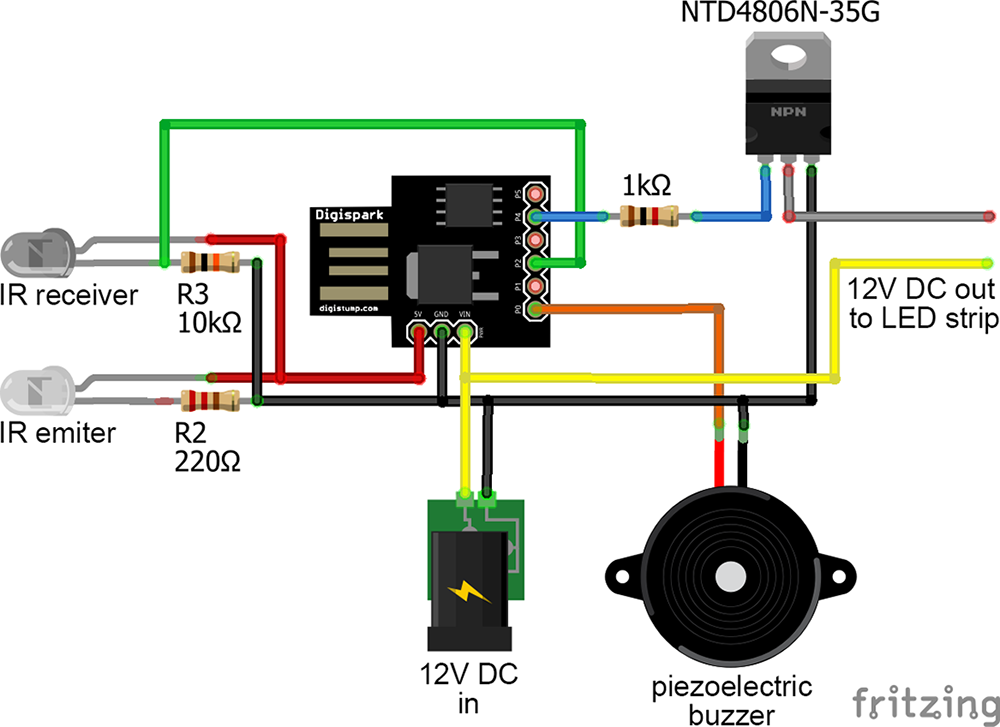 NTD4806N-35G
NPN
1kΩ
Digispark
P5
P4
P3
P2
P1
P0
digistump.com
5V GND VIN
PWR
IR receiver
R3
10kΩ
12V DC out
to LED strip
IR emiter
R2
220Ω
12V DC
in
piezoelectric
buzzer
fritzing